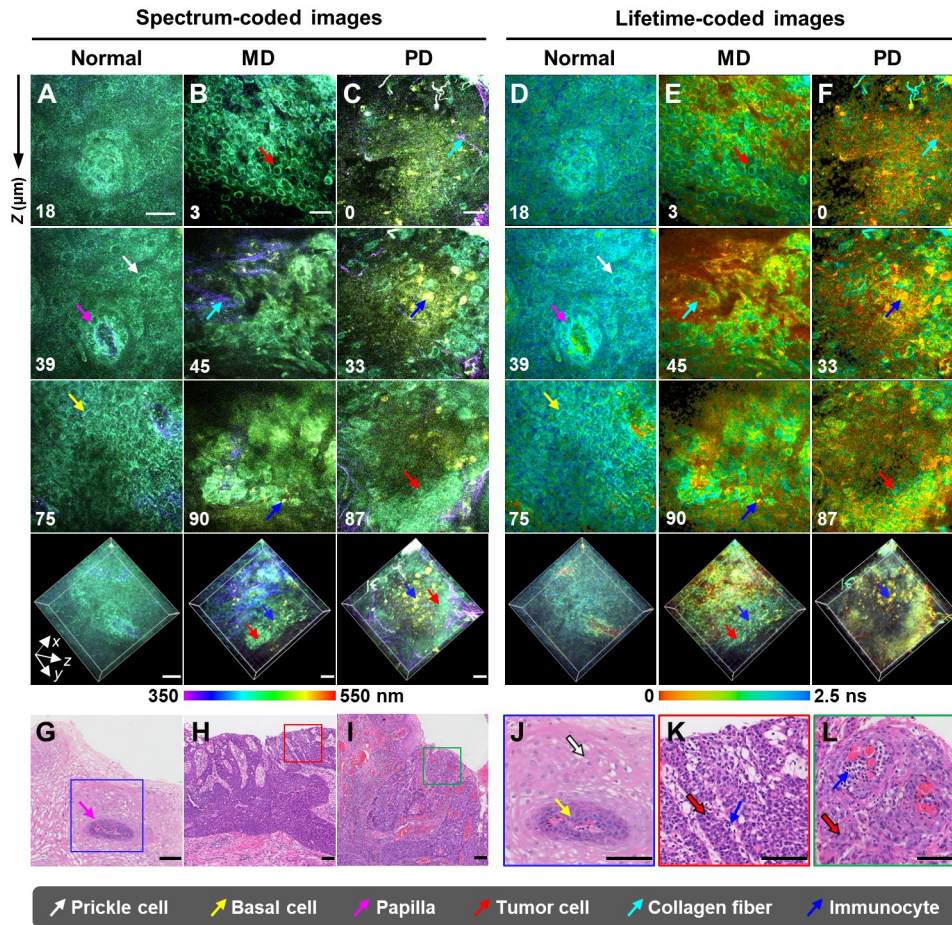 Spectrum-coded images
Lifetime-coded images
Normal
MD
PD
Normal
MD
PD
Z (μm)
A
B
C
D
E
F
18
3
0
18
3
0
39
45
33
39
45
33
75
90
87
75
90
87
x
z
y
350
550 nm
0
2.5 ns
G
H
I
J
K
L
Prickle cell
Basal cell
Papilla
Tumor cell
Collagen fiber
Immunocyte